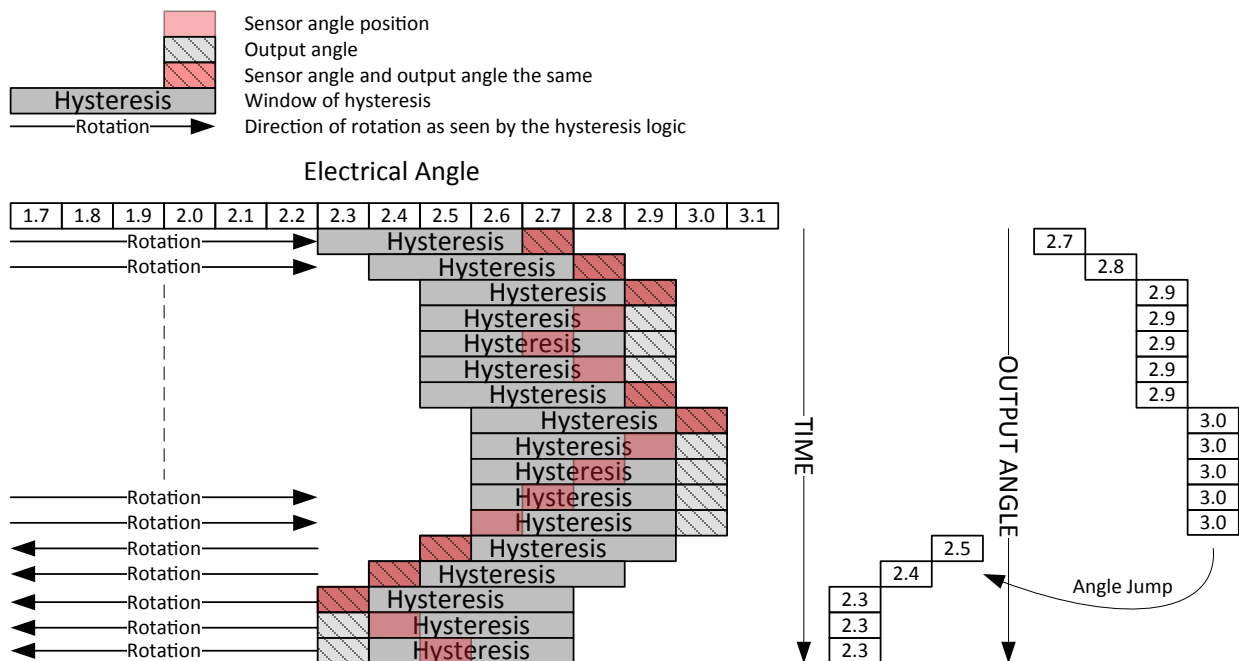 Sensor angle position
Output angle
Sensor angle and output angle the same
Hysteresis Window of hysteresis
Rotation Direction of rotation as seen by the hysteresis logic
Electrical Angle
1.7 1.8 1.9 2.0 2.1 2.2 2.3 2.4 2.5 2.6 2.7 2.8 2.9 3.0 3.1
Rotation Hysteresis 2.7
Rotation Hysteresis 2.8
Hysteresis 2.9
Hysteresis 2.9
Hysteresis 2.9
Hysteresis 2.9
Hysteresis 2.9
Hysteresis 3.0
Hysteresis 3.0
Hysteresis 3.0
Rotation Hysteresis 3.0
Rotation Hysteresis 3.0
Rotation Hysteresis 2.5
Rotation Hysteresis 2.4
Rotation Hysteresis 2.3
Rotation Hysteresis 2.3
Rotation Hysteresis 2.3
TIME
OUTPUT ANGLE
Angle Jump